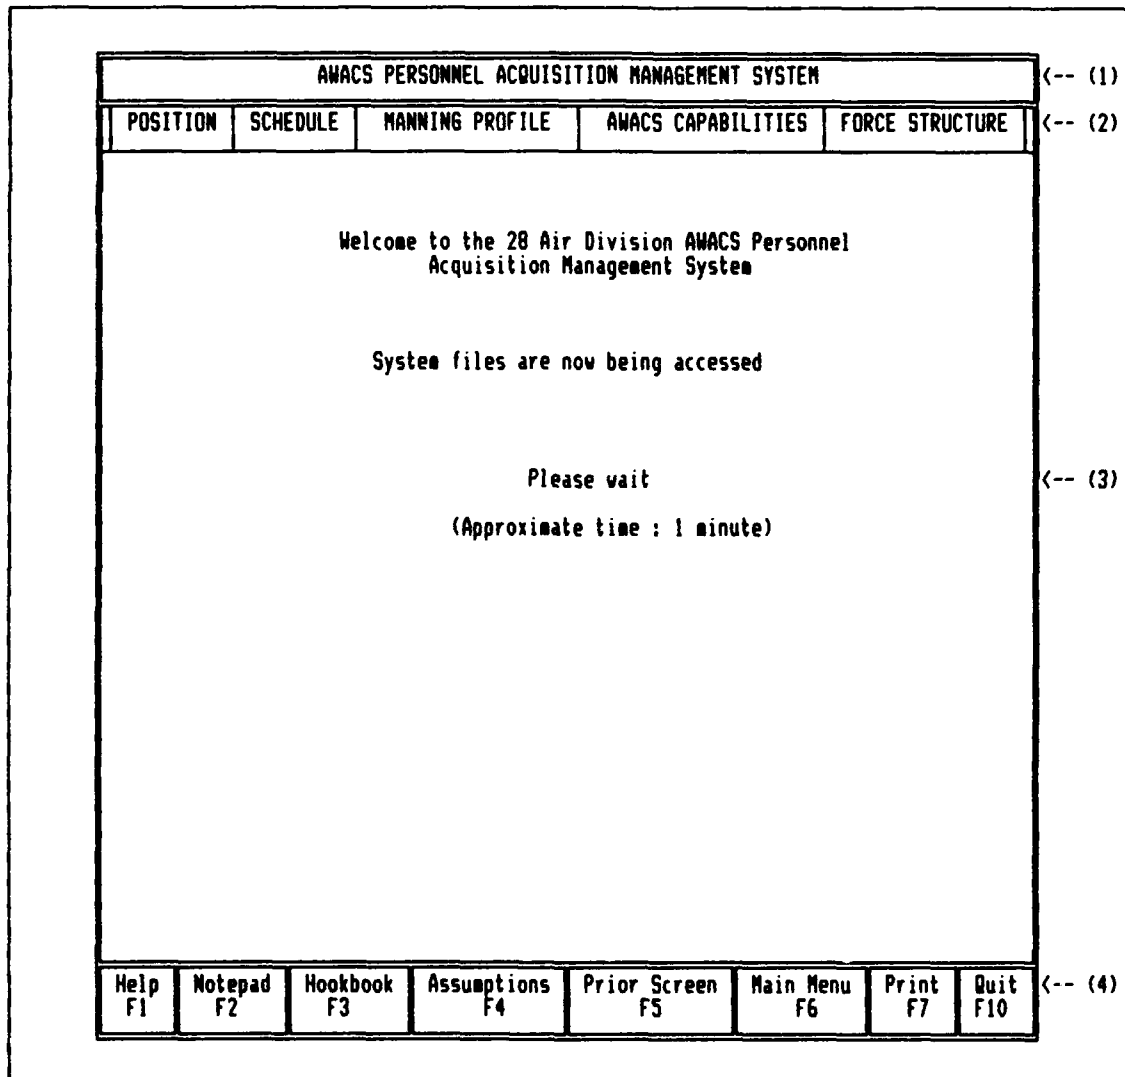 AWACS PERSONNEL ACQUISITION MANAGEMENT SYSTEM <-- (1)
POSITION SCHEDULE MANNING PROFILE AWACS CAPABILITIES FORCE STRUCTURE <-- (2)
Welcome to the 28 Air Division AWACS Personnel
Acquisition Management System
System files are now being accessed
Please wait <-- (3)
(Approximate time : 1 minute)
Help Notepad Hookbook Assumptions Prior Screen Main Menu Print Quit <-- (4)
F1 F2 F3 F4 F5 F6 F7 F10